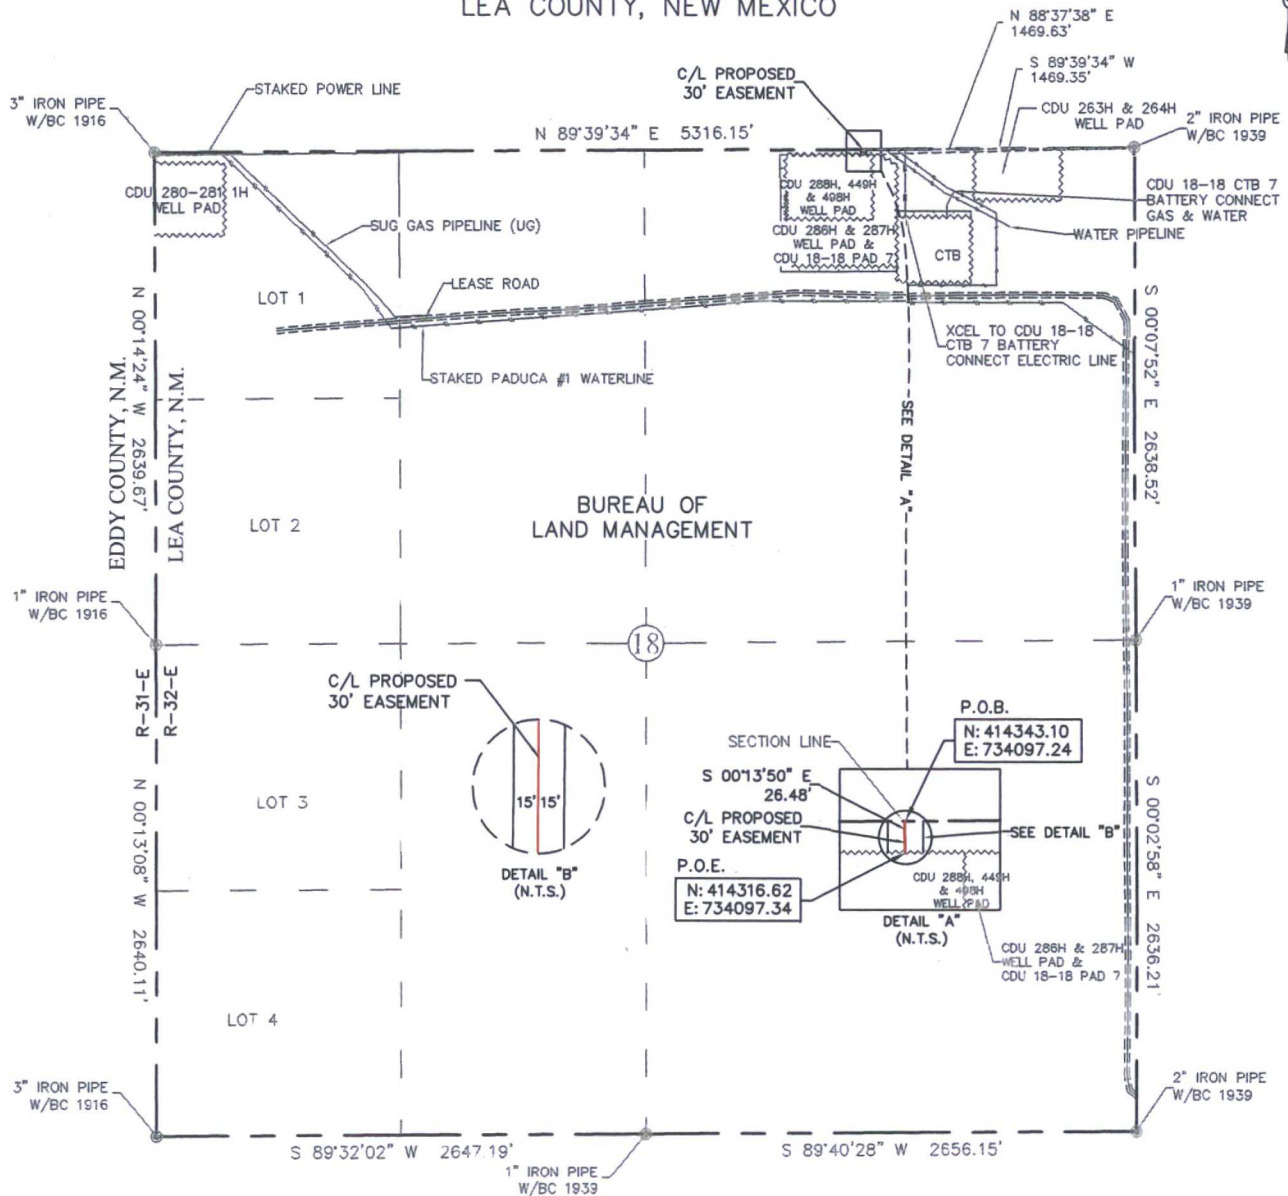 LEA COUNTY, NEW MEXICO
N 88°37'38" E
1469.63'
S 89°39'34" W
1469.35'
C/L PROPOSED
30' EASEMENT
CDU 263H & 264H
WELL PAD
3" IRON PIPE
W/BC 1916
STAKED POWER LINE
N 89°39'34" E 5316.15'
2" IRON PIPE
W/BC 1939
CDU 280-281 1H
WELL PAD
CDU 288H, 449H
& 498H
WELL PAD
CDU 286H & 287H
WELL PAD &
CDU 18-18 PAD 7
CDU 18-18 CTB 7
BATTERY CONNECT
GAS & WATER
WATER PIPELINE
CTB
SUG GAS PIPELINE (UG)
LOT 1
LEASE ROAD
XCEL TO CDU 18-18
CTB 7 BATTERY
CONNECT ELECTRIC LINE
STAKED PADUCA #1 WATERLINE
N 00°14'24" W 2639.67'
S 00°07'52" E 2638.52'
EDDY COUNTY, N.M.
LEA COUNTY, N.M.
SEE DETAIL "A"
LOT 2
BUREAU OF
LAND MANAGEMENT
1" IRON PIPE
W/BC 1916
1" IRON PIPE
W/BC 1939
18
R-31-E
R-32-E
C/L PROPOSED
30' EASEMENT
15' 15'
DETAIL "B"
(N.T.S.)
P.O.B.
N: 414343.10
E: 734097.24
SECTION LINE
S 00°13'50" E
26.48'
C/L PROPOSED
30' EASEMENT
SEE DETAIL "B"
P.O.E.
N: 414316.62
E: 734097.34
CDU 288H, 449H
& 498H
WELL PAD
DETAIL "A"
(N.T.S.)
CDU 286H & 287H
WELL PAD &
CDU 18-18 PAD 7
LOT 3
N 00°13'08" W 2640.11'
S 00°02'58" E 2636.21'
LOT 4
3" IRON PIPE
W/BC 1916
2" IRON PIPE
W/BC 1939
S 89°32'02" W 2647.19'
S 89°40'28" W 2656.15'
1" IRON PIPE
W/BC 1939